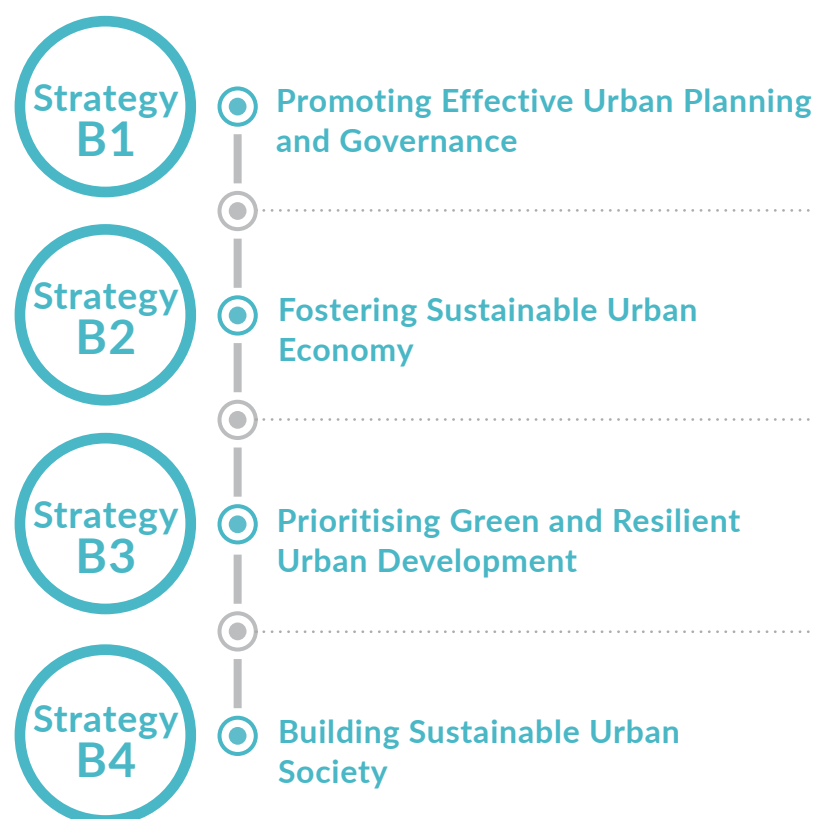 Strategy
B1
Promoting Effective Urban Planning
and Governance
Strategy
B2
Fostering Sustainable Urban
Economy
Strategy
B3
Prioritising Green and Resilient
Urban Development
Strategy
B4
Building Sustainable Urban
Society